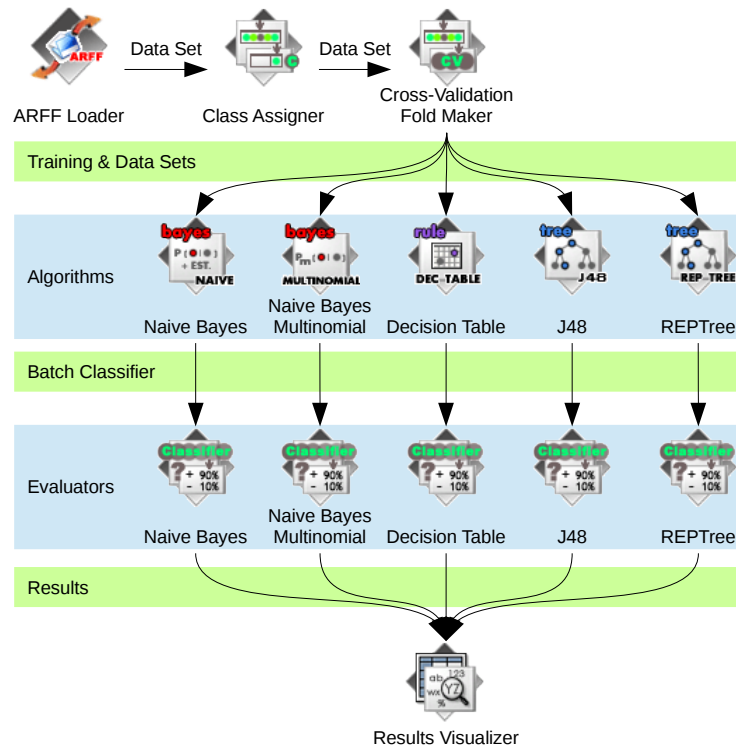 Data Set
Data Set
ARFF
C
CV
ARFF Loader
Class Assigner
Cross-Validation
Fold Maker
Training & Data Sets
bayes
P(●|●)
+ EST.
NAIVE
bayes
Pm(●|●)
MULTINOMIAL
rule
DEC-TABLE
tree
J48
tree
REP-TREE
Algorithms
Naive Bayes
Naive Bayes
Multinomial
Decision Table
J48
REPTree
Batch Classifier
Classifier
? + 90%
- 10%
Classifier
? + 90%
- 10%
Classifier
? + 90%
- 10%
Classifier
? + 90%
- 10%
Classifier
? + 90%
- 10%
Evaluators
Naive Bayes
Naive Bayes
Multinomial
Decision Table
J48
REPTree
Results
ab 123
wx YZ
%
Results Visualizer